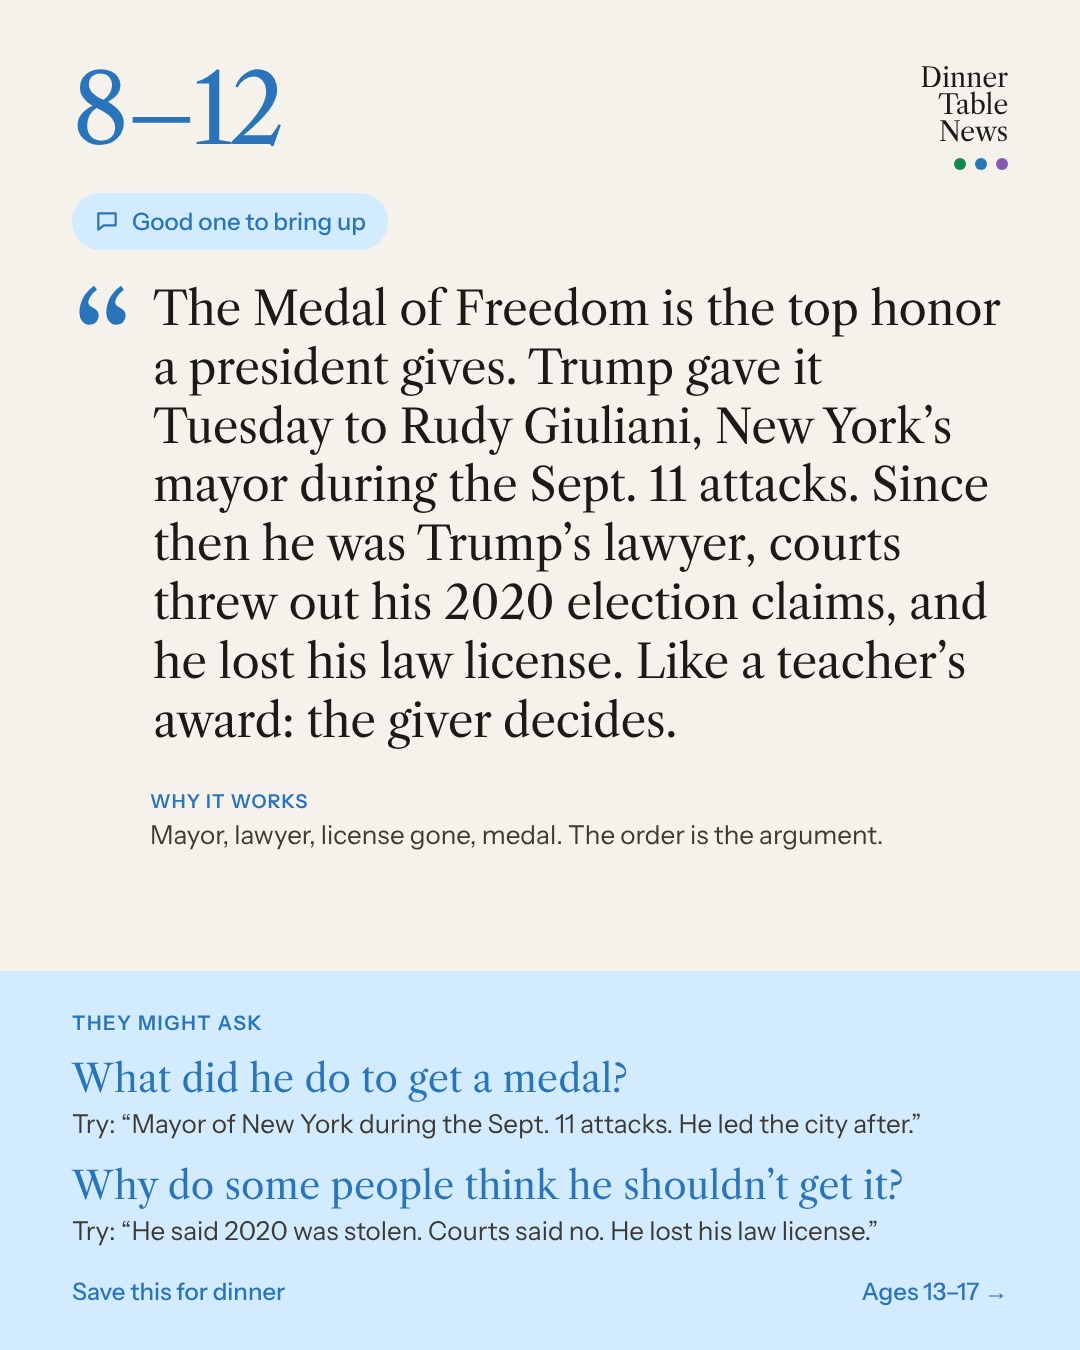 8–12
Dinner
Table
News
Good one to bring up
“The Medal of Freedom is the top honor
a president gives. Trump gave it
Tuesday to Rudy Giuliani, New York’s
mayor during the Sept. 11 attacks. Since
then he was Trump’s lawyer, courts
threw out his 2020 election claims, and
he lost his law license. Like a teacher’s
award: the giver decides.
WHY IT WORKS
Mayor, lawyer, license gone, medal. The order is the argument.
THEY MIGHT ASK
What did he do to get a medal?
Try: “Mayor of New York during the Sept. 11 attacks. He led the city after.”
Why do some people think he shouldn’t get it?
Try: “He said 2020 was stolen. Courts said no. He lost his law license.”
Save this for dinner
Ages 13–17 →